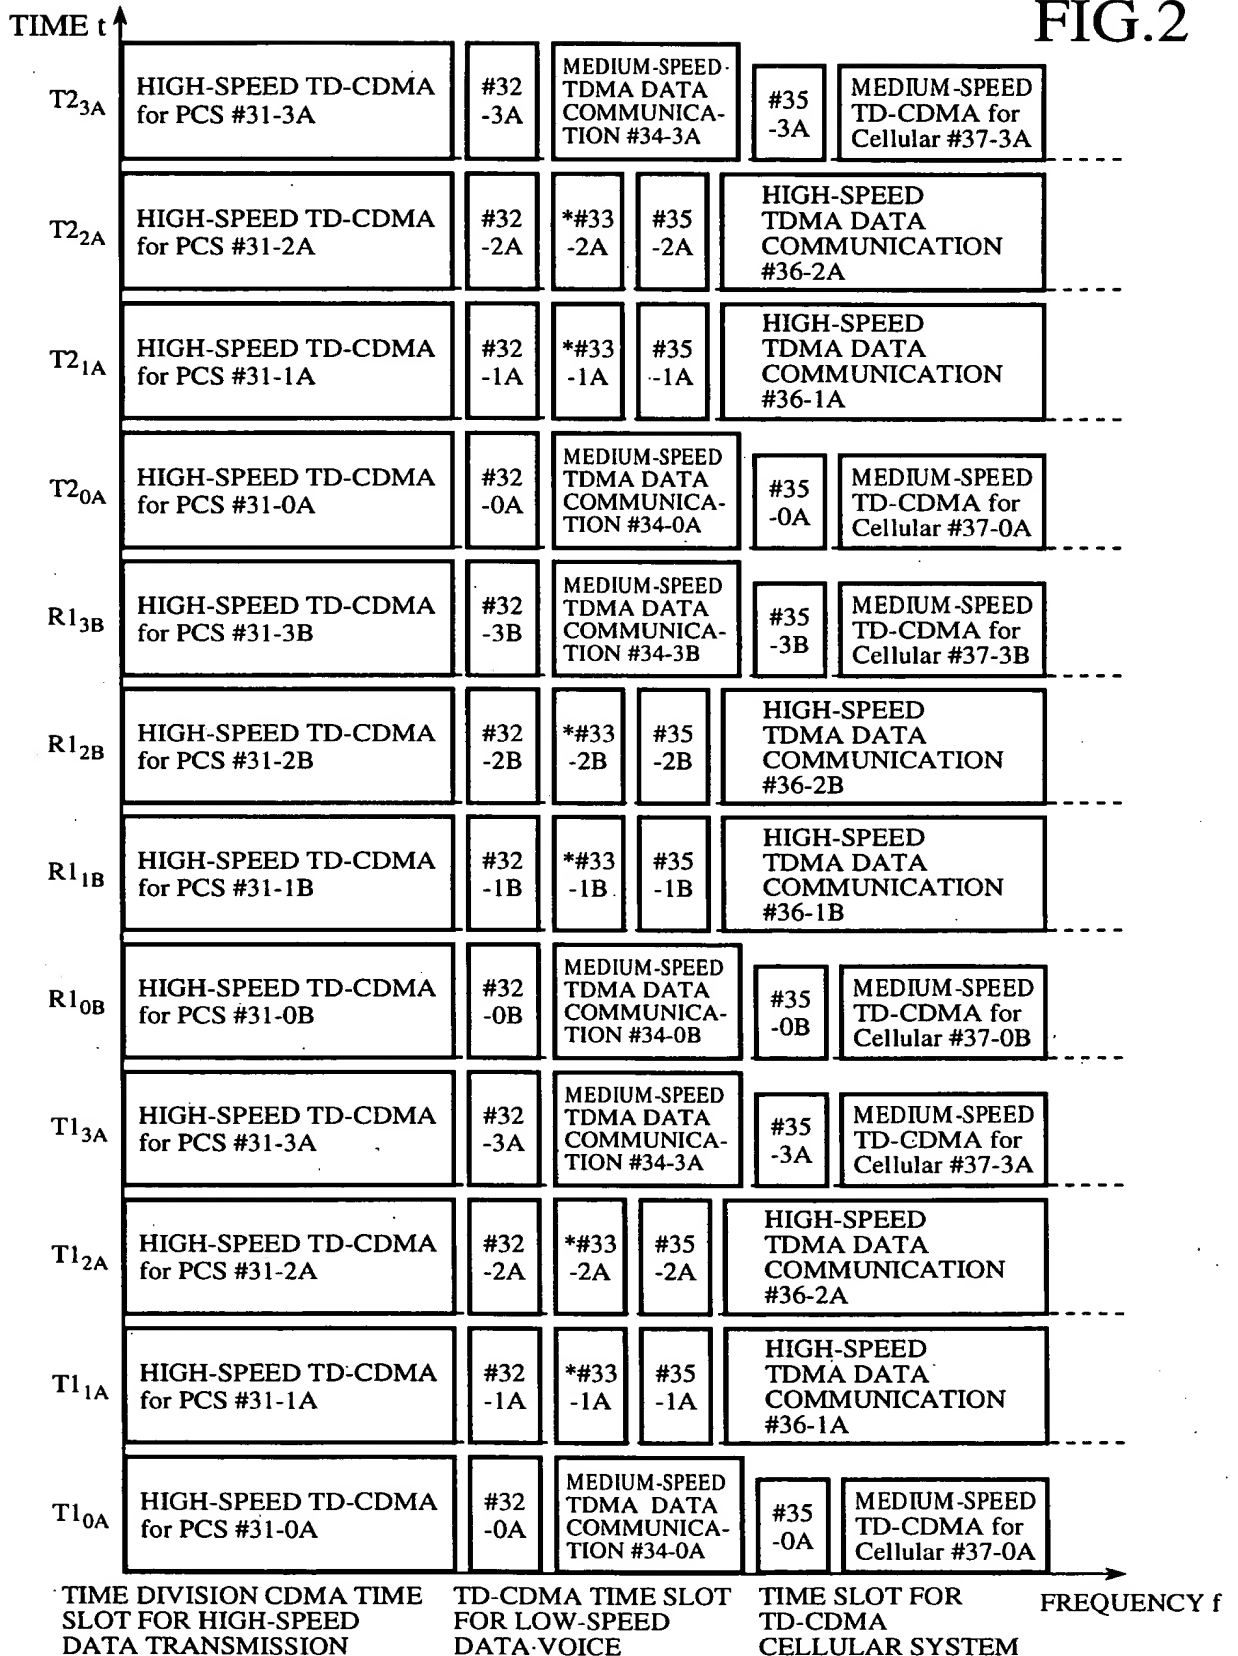 FIG.2
TIME t
T23A
HIGH-SPEED TD-CDMA
for PCS #31-3A
#32
-3A
MEDIUM-SPEED
TDMA DATA
COMMUNICA-
TION #34-3A
#35
-3A
MEDIUM-SPEED
TD-CDMA for
Cellular #37-3A
T22A
HIGH-SPEED TD-CDMA
for PCS #31-2A
#32
-2A
*#33
-2A
#35
-2A
HIGH-SPEED
TDMA DATA
COMMUNICATION
#36-2A
T21A
HIGH-SPEED TD-CDMA
for PCS #31-1A
#32
-1A
*#33
-1A
#35
-1A
HIGH-SPEED
TDMA DATA
COMMUNICATION
#36-1A
T20A
HIGH-SPEED TD-CDMA
for PCS #31-0A
#32
-0A
MEDIUM-SPEED
TDMA DATA
COMMUNICA-
TION #34-0A
#35
-0A
MEDIUM-SPEED
TD-CDMA for
Cellular #37-0A
R13B
HIGH-SPEED TD-CDMA
for PCS #31-3B
#32
-3B
MEDIUM-SPEED
TDMA DATA
COMMUNICA-
TION #34-3B
#35
-3B
MEDIUM-SPEED
TD-CDMA for
Cellular #37-3B
R12B
HIGH-SPEED TD-CDMA
for PCS #31-2B
#32
-2B
*#33
-2B
#35
-2B
HIGH-SPEED
TDMA DATA
COMMUNICATION
#36-2B
R11B
HIGH-SPEED TD-CDMA
for PCS #31-1B
#32
-1B
*#33
-1B
#35
-1B
HIGH-SPEED
TDMA DATA
COMMUNICATION
#36-1B
R10B
HIGH-SPEED TD-CDMA
for PCS #31-0B
#32
-0B
MEDIUM-SPEED
TDMA DATA
COMMUNICA-
TION #34-0B
#35
-0B
MEDIUM-SPEED
TD-CDMA for
Cellular #37-0B
T13A
HIGH-SPEED TD-CDMA
for PCS #31-3A
#32
-3A
MEDIUM-SPEED
TDMA DATA
COMMUNICA-
TION #34-3A
#35
-3A
MEDIUM-SPEED
TD-CDMA for
Cellular #37-3A
T12A
HIGH-SPEED TD-CDMA
for PCS #31-2A
#32
-2A
*#33
-2A
#35
-2A
HIGH-SPEED
TDMA DATA
COMMUNICATION
#36-2A
T11A
HIGH-SPEED TD-CDMA
for PCS #31-1A
#32
-1A
*#33
-1A
#35
-1A
HIGH-SPEED
TDMA DATA
COMMUNICATION
#36-1A
T10A
HIGH-SPEED TD-CDMA
for PCS #31-0A
#32
-0A
MEDIUM-SPEED
TDMA DATA
COMMUNICA-
TION #34-0A
#35
-0A
MEDIUM-SPEED
TD-CDMA for
Cellular #37-0A
TIME DIVISION CDMA TIME
SLOT FOR HIGH-SPEED
DATA TRANSMISSION
TD-CDMA TIME SLOT
FOR LOW-SPEED
DATA·VOICE
TIME SLOT FOR
TD-CDMA
CELLULAR SYSTEM
FREQUENCY f